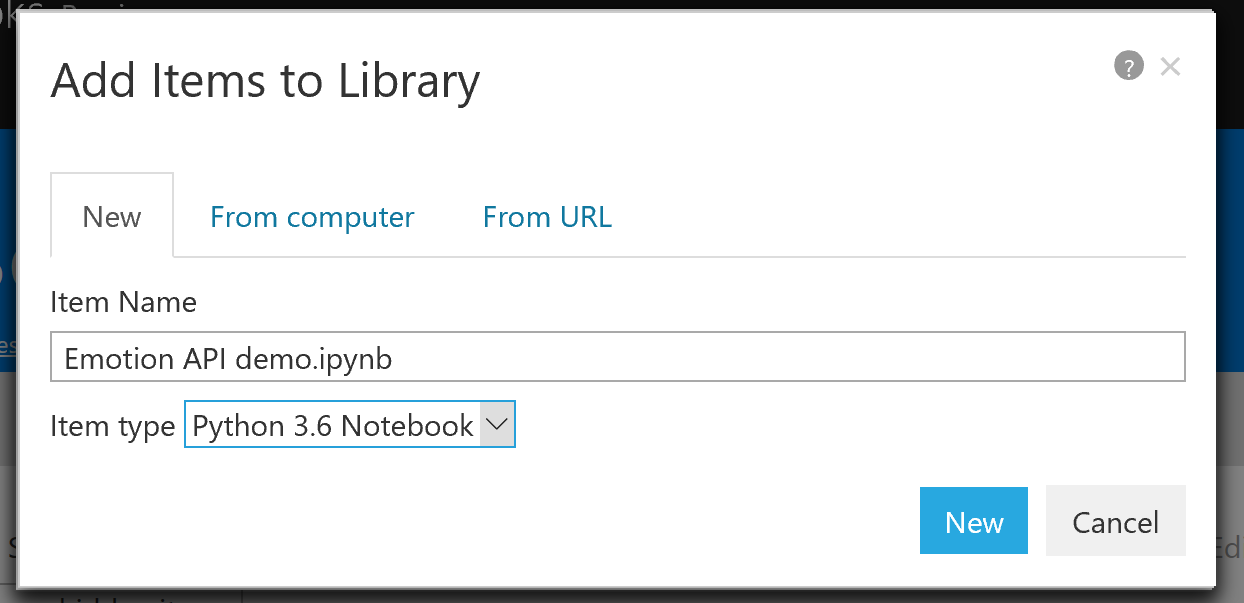 Add Items to Library
?
New From computer From URL
Item Name
Emotion API demo.ipynb
Item type Python 3.6 Notebook
New Cancel
Ed